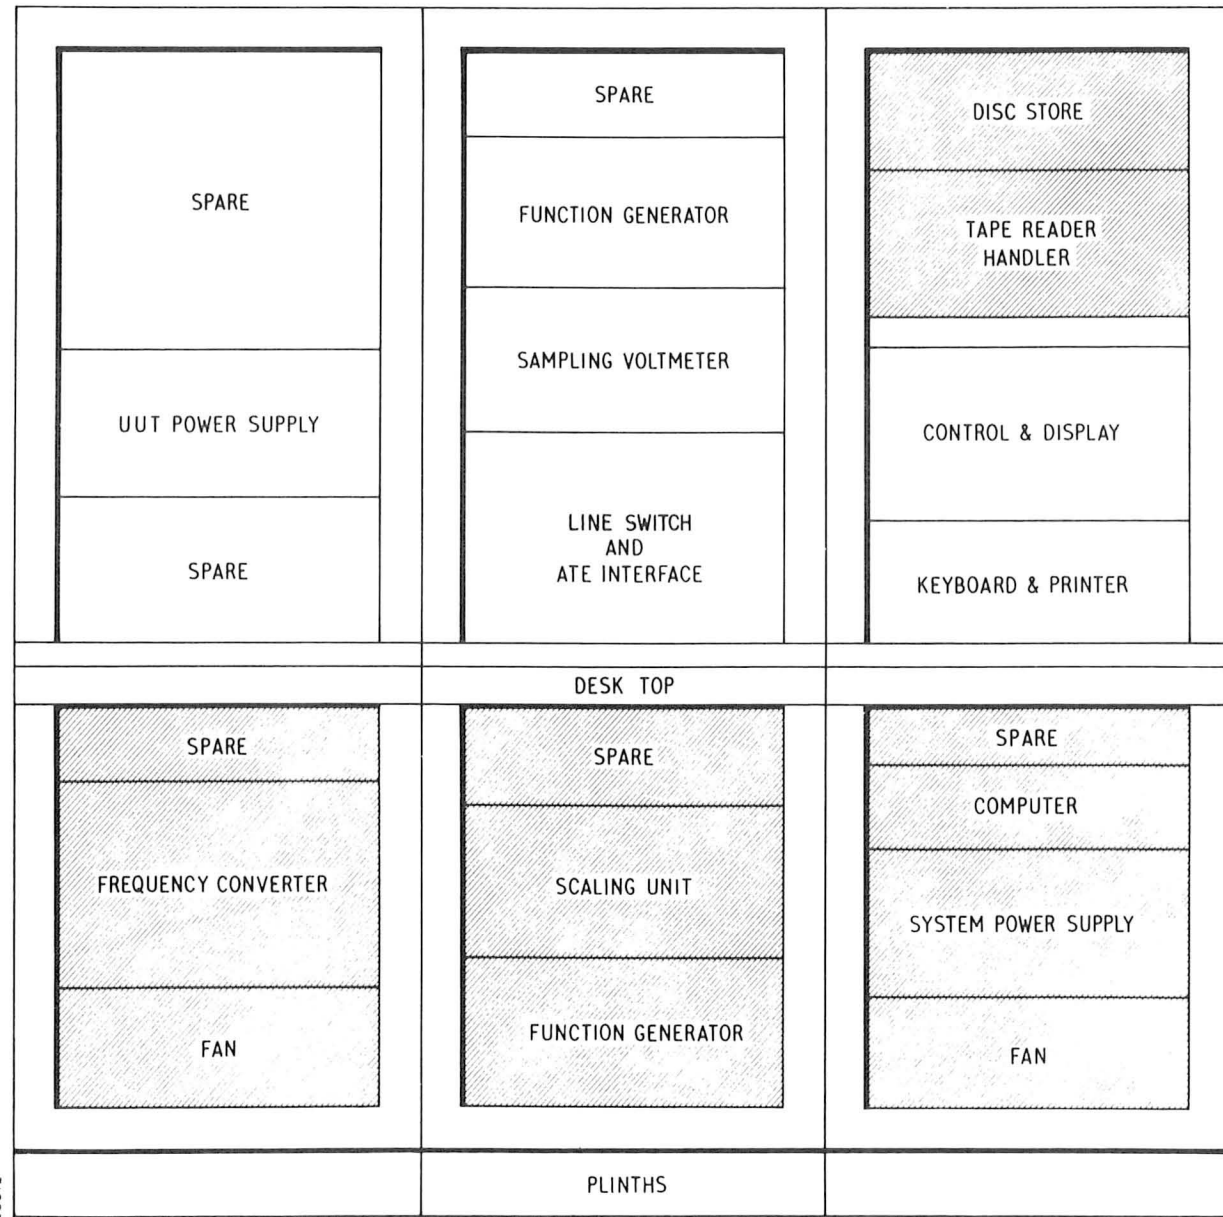 SPARE
UUT POWER SUPPLY
SPARE
SPARE
FUNCTION GENERATOR
SAMPLING VOLTMETER
LINE SWITCH
AND
ATE INTERFACE
DISC STORE
TAPE READER
HANDLER
CONTROL & DISPLAY
KEYBOARD & PRINTER
DESK TOP
SPARE
FREQUENCY CONVERTER
FAN
SPARE
SCALING UNIT
FUNCTION GENERATOR
SPARE
COMPUTER
SYSTEM POWER SUPPLY
FAN
PLINTHS